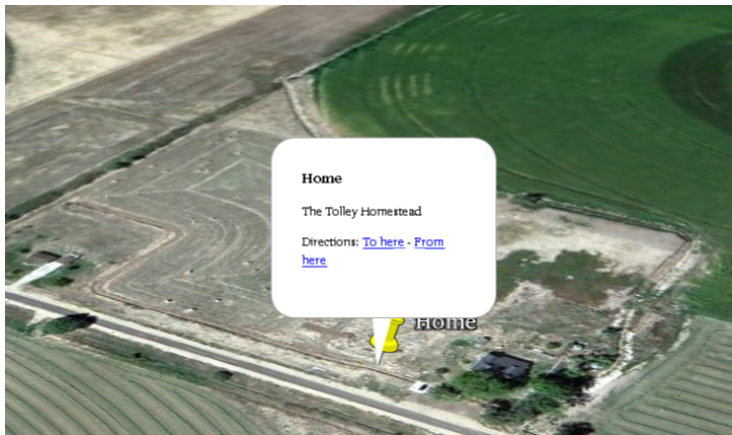 Home
The Tolley Homestead
Directions: To here - From
here
Home